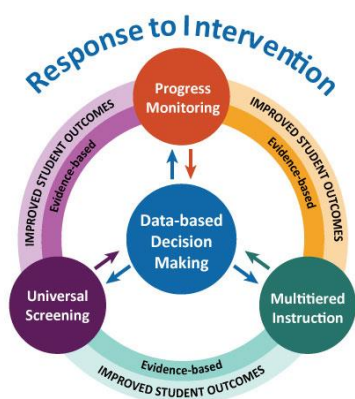 Response to Intervention
Progress
Monitoring
IMPROVED STUDENT OUTCOMES
Evidence-based
IMPROVED STUDENT OUTCOMES
Evidence-based
Data-based
Decision
Making
Universal
Screening
Multitiered
Instruction
Evidence-based
IMPROVED STUDENT OUTCOMES